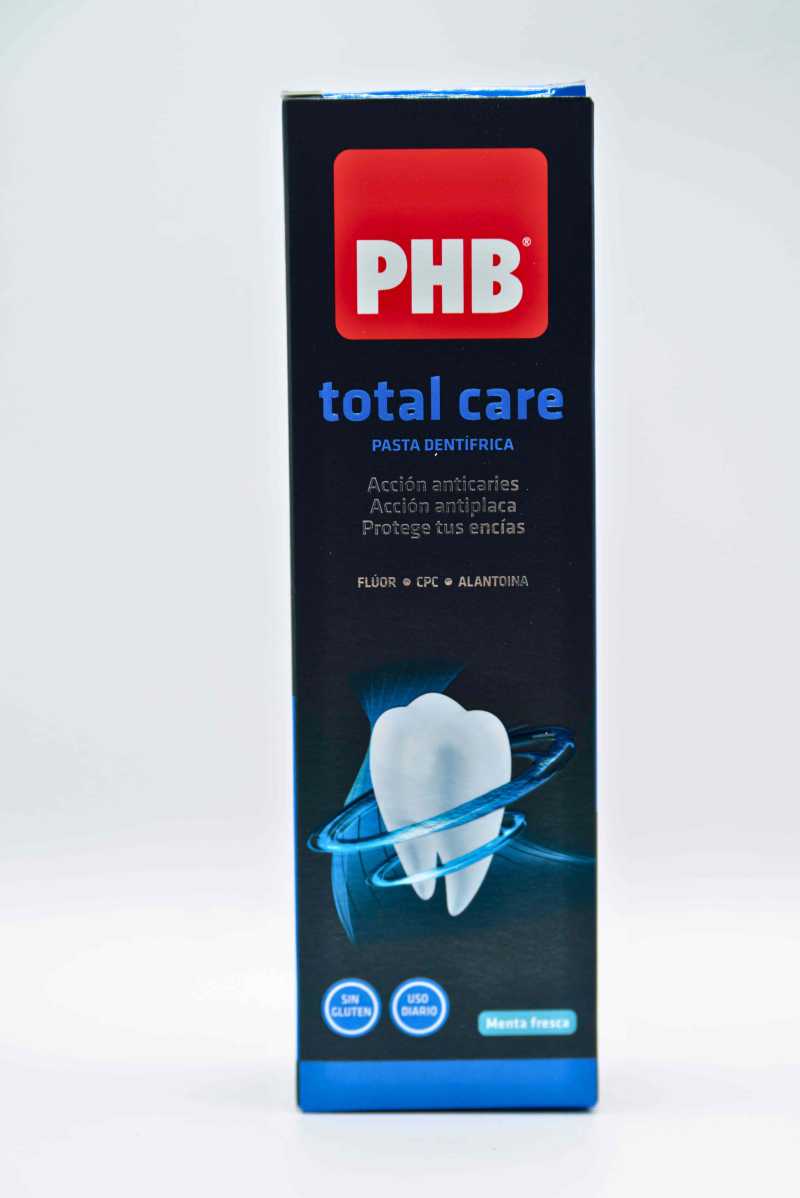 PHB®
total care
PASTA DENTÍFRICA
Acción anticaries
Acción antiplaca
Protege tus encías
FLÚOR • CPC • ALANTOINA
SIN
GLUTEN
USO
DIARIO
Menta fresca